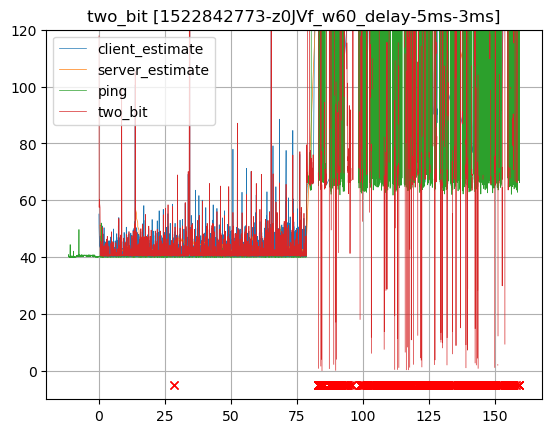 two_bit [1522842773-z0JVf_w60_delay-5ms-3ms]
120
100
80
60
40
20
0
client_estimate
server_estimate
ping
two_bit
0
25
50
75
100
125
150